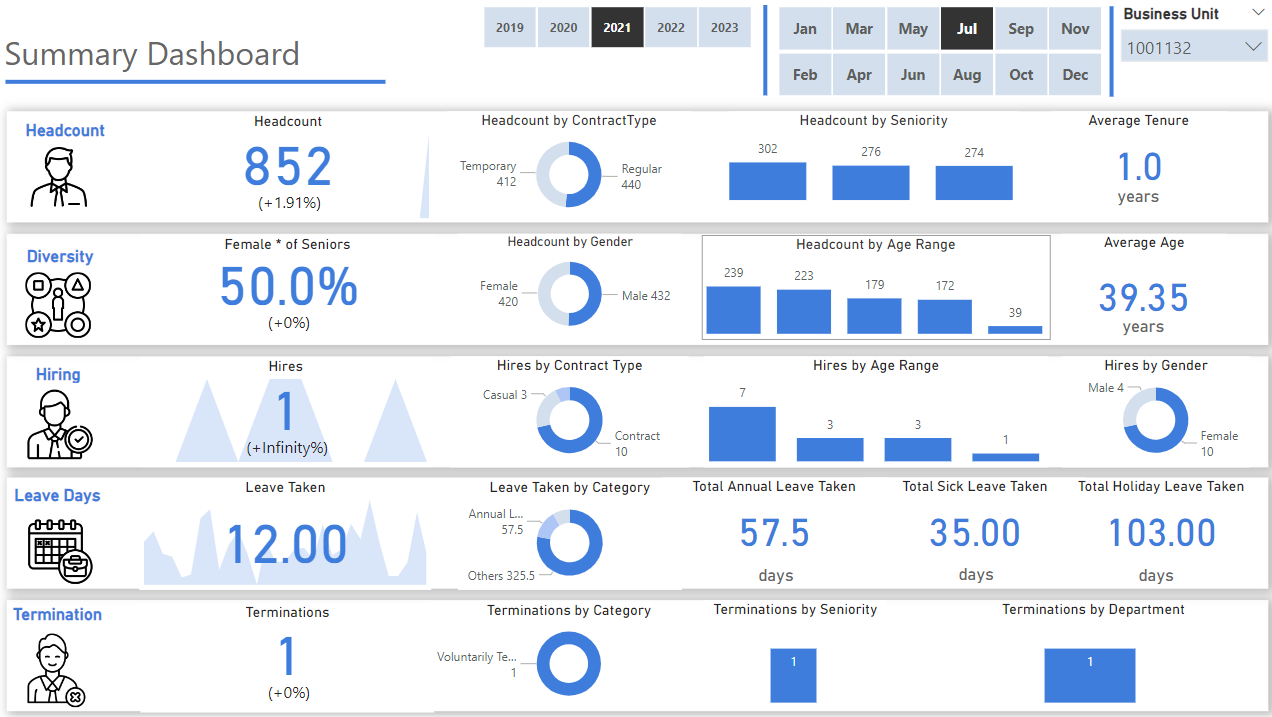 Summary Dashboard
2019 2020 2021 2022 2023
Jan Mar May Jul Sep Nov
Feb Apr Jun Aug Oct Dec
Business Unit
1001132
Headcount
Headcount
852
(+1.91%)
Headcount by ContractType
Temporary
412
Regular
440
Headcount by Seniority
302 276 274
Average Tenure
1.0
years
Diversity
Female * of Seniors
50.0%
(+0%)
Headcount by Gender
Female
420
Male 432
Headcount by Age Range
239 223 179 172 39
Average Age
39.35
years
Hiring
Hires
1
(+Infinity%)
Hires by Contract Type
Casual 3
Contract
10
Hires by Age Range
7 3 3 1
Hires by Gender
Male 4
Female
10
Leave Days
Leave Taken
12.00
Leave Taken by Category
Annual L...
57.5
Others 325.5
Total Annual Leave Taken
57.5
days
Total Sick Leave Taken
35.00
days
Total Holiday Leave Taken
103.00
days
Termination
Terminations
1
(+0%)
Terminations by Category
Voluntarily Te...
1
Terminations by Seniority
1
Terminations by Department
1